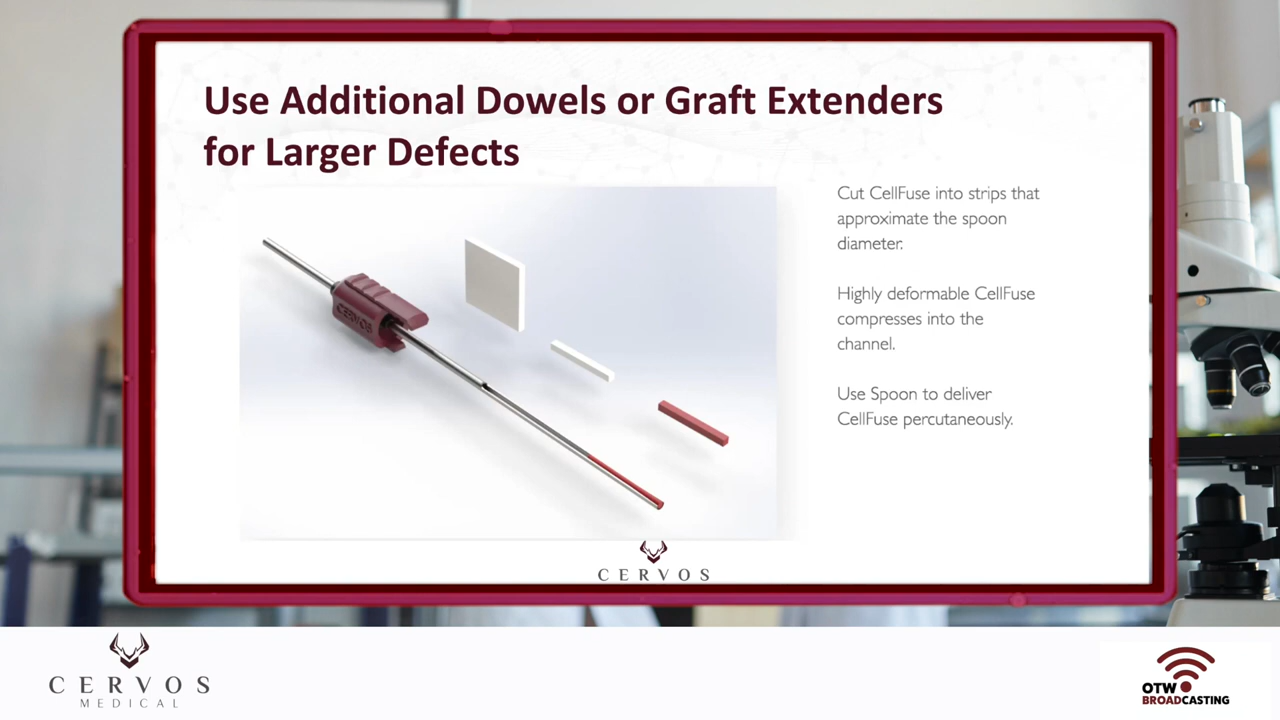 Use Additional Dowels or Graft Extenders
for Larger Defects
Cut CellFuse into strips that
approximate the spoon
diameter.
Highly deformable CellFuse
compresses into the
channel.
Use Spoon to deliver
CellFuse percutaneously.
CERVOS
CERVOS
CERVOS
MEDICAL
OTW
BROADCASTING